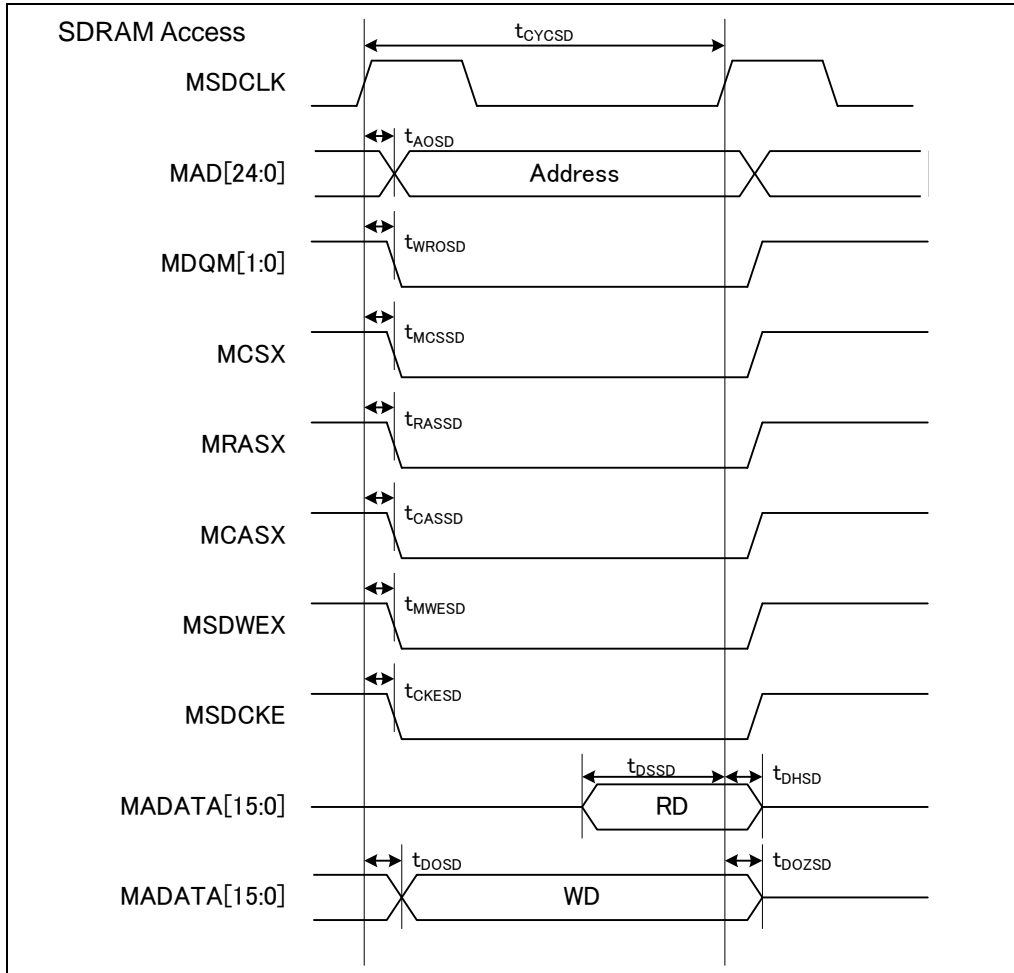 SDRAM Access
tCYCSD
MSDCLK
tAOSD
MAD[24:0]
Address
tWROSD
MDQM[1:0]
tMCSSD
MCSX
tRASSD
MRASX
tCASSD
MCASX
tMWESD
MSDWEX
tCKESD
MSDCKE
tDSSD
tDHSD
MADATA[15:0]
RD
tDOSD
tDOZSD
MADATA[15:0]
WD